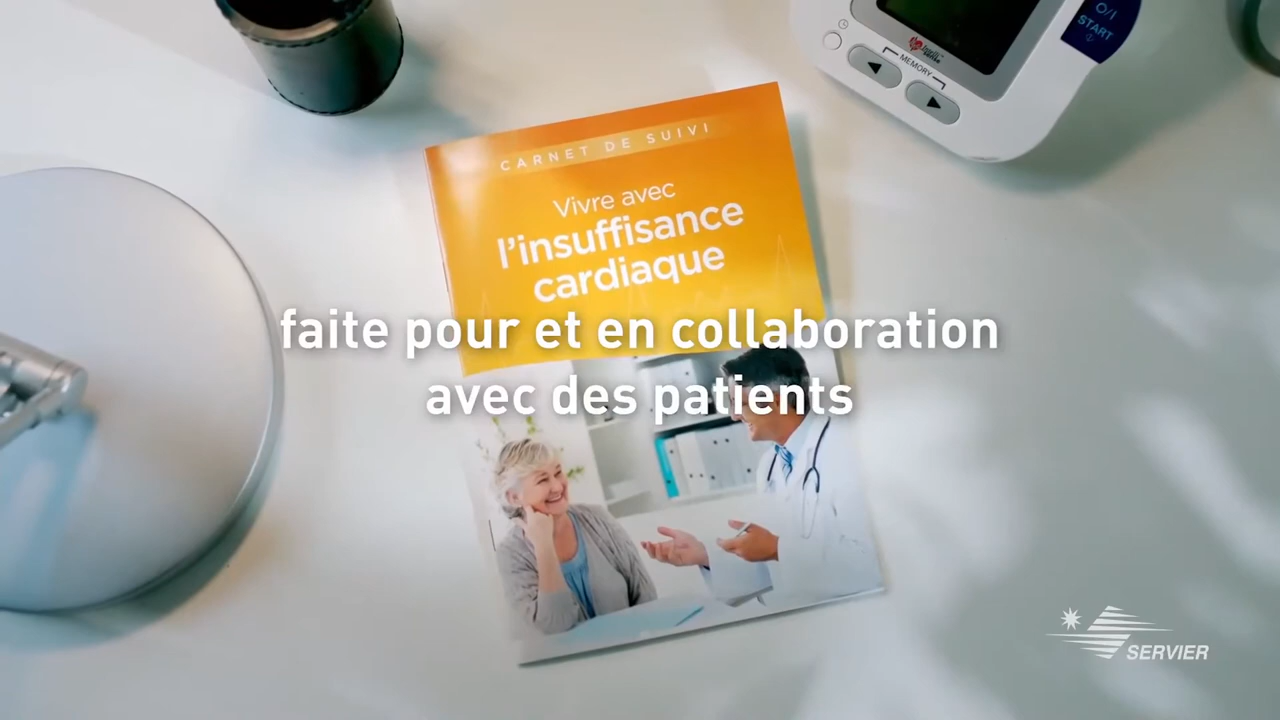 O/I
START
MEMORY
CARNET DE SUIVI
Vivre avec
l'insuffisance
cardiaque
faite pour et en collaboration
avec des patients
SERVIER